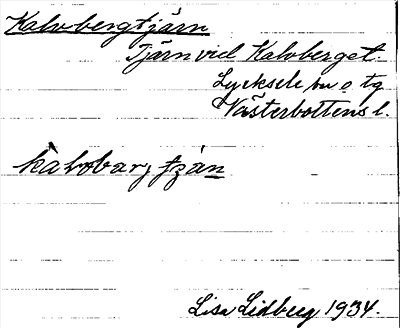 Kalvbergtjärn
Tjärn vid Kalvberget.
Lycksele sn o tg
Västerbottens l.
kalvbarj tjän
Lisa Lidberg 1934.